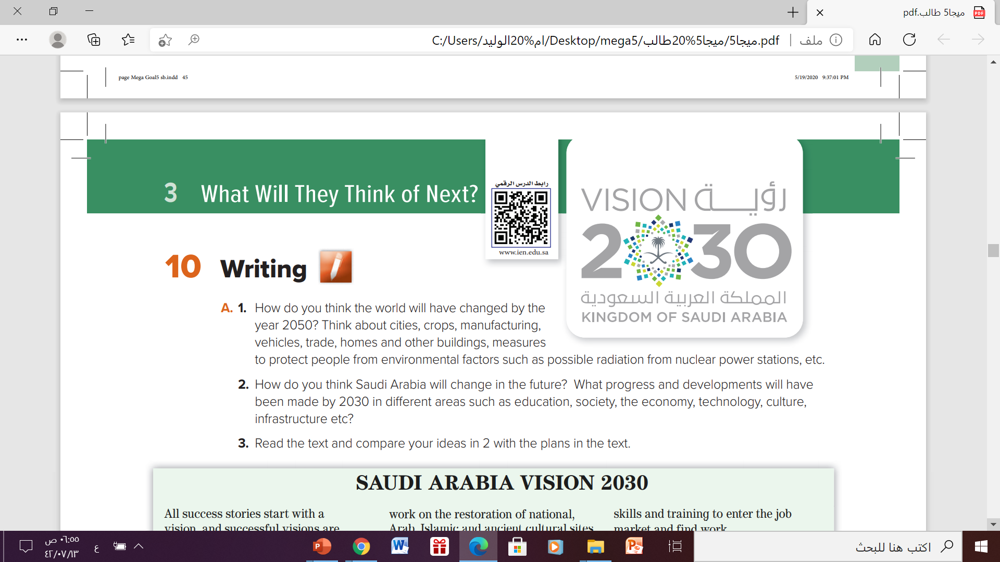 ميجا5 طالب.pdf
C:/Users/ام%20الوليد/Desktop/mega5/ميجا5%20طالب/ميجا5.pdf
ملف
page Mega Goal5 sb.indd 45
5/19/2020 9:37:01 PM
3 What Will They Think of Next?
رابط الدرس الرقمي
www.ien.edu.sa
VISION رؤيـــة
2030
المملكة العربية السعودية
KINGDOM OF SAUDI ARABIA
10 Writing
A. 1. How do you think the world will have changed by the
year 2050? Think about cities, crops, manufacturing,
vehicles, trade, homes and other buildings, measures
to protect people from environmental factors such as possible radiation from nuclear power stations, etc.
2. How do you think Saudi Arabia will change in the future? What progress and developments will have
been made by 2030 in different areas such as education, society, the economy, technology, culture,
infrastructure etc?
3. Read the text and compare your ideas in 2 with the plans in the text.
SAUDI ARABIA VISION 2030
All success stories start with a
vision, and successful visions are
work on the restoration of national,
Arab, Islamic and ancient cultural sites
skills and training to enter the job
market and find work.
٠٦:٥٥ ص
٤٢/٠٧/١٣
ع
اكتب هنا للبحث